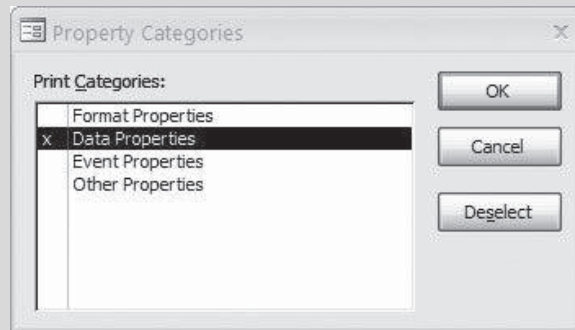 Property Categories
Print Categories:
Format Properties
x Data Properties
Event Properties
Other Properties
OK
Cancel
Deselect